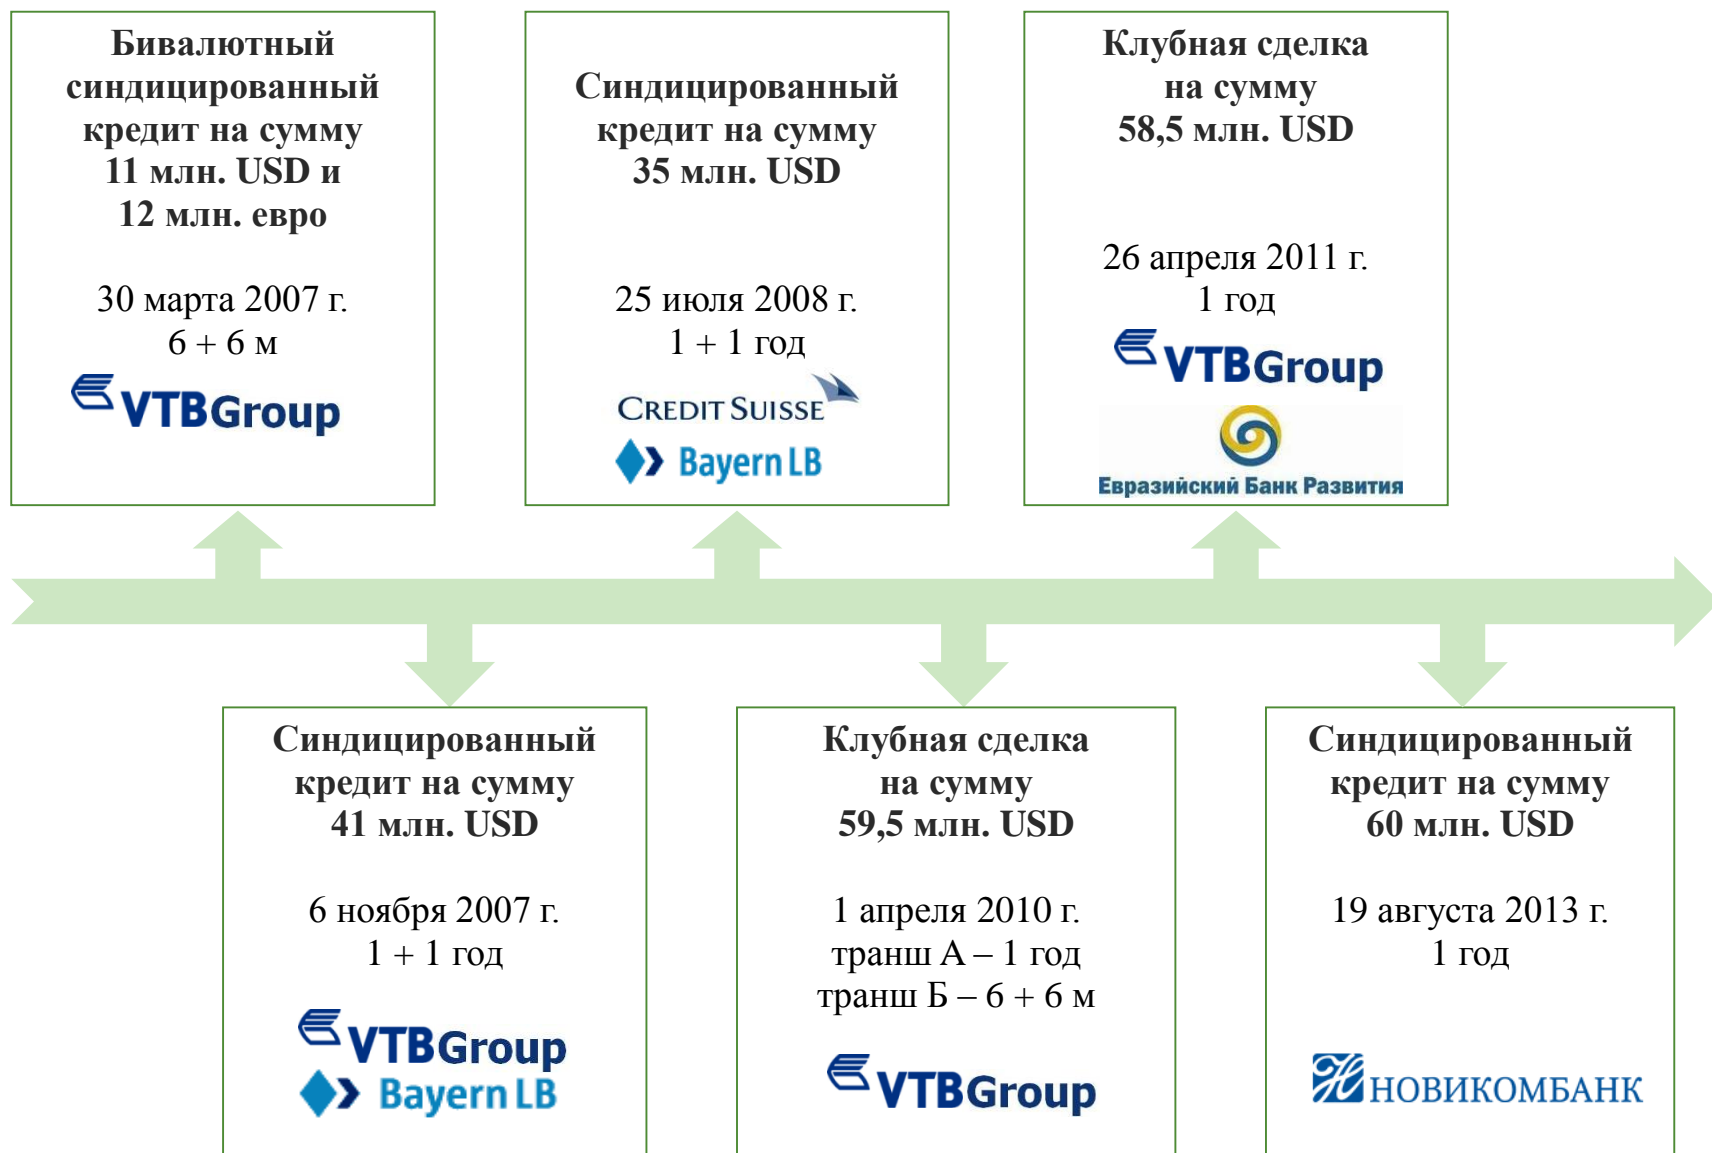 Бивалютный
синдицированный
кредит на сумму
11 млн. USD и
12 млн. евро
30 марта 2007 г.
6 + 6 м
VTBGroup
Синдицированный
кредит на сумму
35 млн. USD
25 июля 2008 г.
1 + 1 год
CREDIT SUISSE
Bayern LB
Клубная сделка
на сумму
58,5 млн. USD
26 апреля 2011 г.
1 год
VTBGroup
Евразийский Банк Развития
Синдицированный
кредит на сумму
41 млн. USD
6 ноября 2007 г.
1 + 1 год
VTBGroup
Bayern LB
Клубная сделка
на сумму
59,5 млн. USD
1 апреля 2010 г.
транш А – 1 год
транш Б – 6 + 6 м
VTBGroup
Синдицированный
кредит на сумму
60 млн. USD
19 августа 2013 г.
1 год
НОВИКОМБАНК